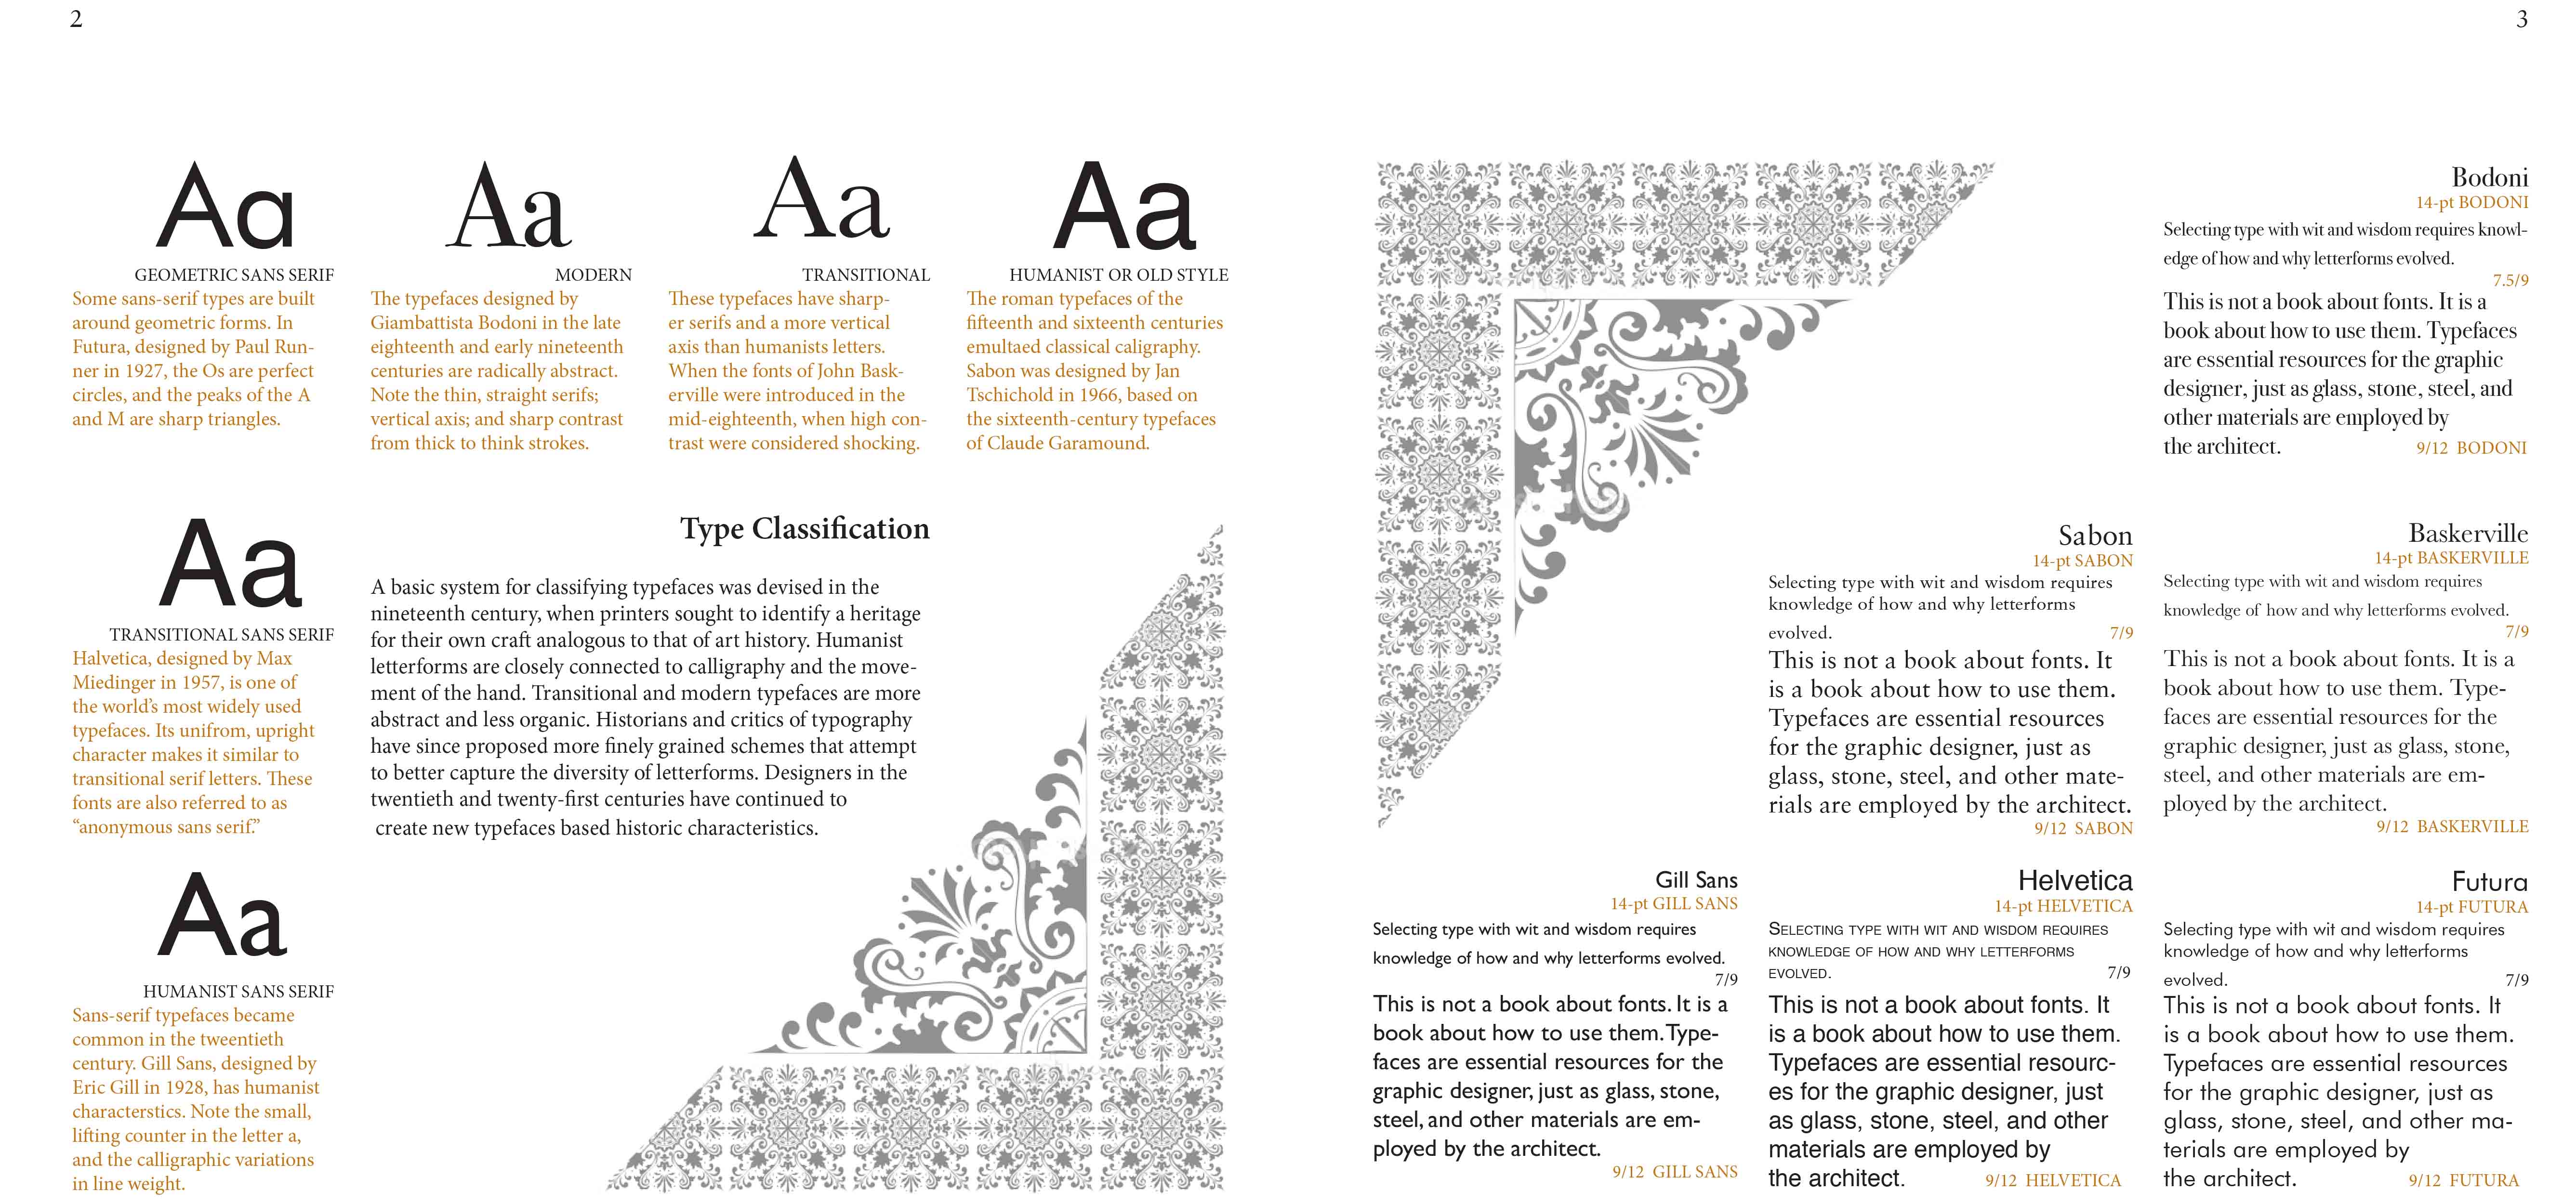 2
3
Aa
GEOMETRIC SANS SERIF
Some sans-serif types are built
around geometric forms. In
Futura, designed by Paul Run-
ner in 1927, the Os are perfect
circles, and the peaks of the A
and M are sharp triangles.
Aa
MODERN
The typefaces designed by
Giambattista Bodoni in the late
eighteenth and early nineteenth
centuries are radically abstract.
Note the thin, straight serifs;
vertical axis; and sharp contrast
from thick to think strokes.
Aa
TRANSITIONAL
These typefaces have sharp-
er serifs and a more vertical
axis than humanists letters.
When the fonts of John Bask-
erville were introduced in the
mid-eighteenth, when high con-
trast were considered shocking.
Aa
HUMANIST OR OLD STYLE
The roman typefaces of the
fifteenth and sixteenth centuries
emultaed classical caligraphy.
Sabon was designed by Jan
Tschichold in 1966, based on
the sixteenth-century typefaces
of Claude Garamound.
Aa
TRANSITIONAL SANS SERIF
Halvetica, designed by Max
Miedinger in 1957, is one of
the world’s most widely used
typefaces. Its unifrom, upright
character makes it similar to
transitional serif letters. These
fonts are also referred to as
“anonymous sans serif.”
Aa
HUMANIST SANS SERIF
Sans-serif typefaces became
common in the tweentieth
century. Gill Sans, designed by
Eric Gill in 1928, has humanist
characterstics. Note the small,
lifting counter in the letter a,
and the calligraphic variations
in line weight.
Type Classification
A basic system for classifying typefaces was devised in the
nineteenth century, when printers sought to identify a heritage
for their own craft analogous to that of art history. Humanist
letterforms are closely connected to calligraphy and the move-
ment of the hand. Transitional and modern typefaces are more
abstract and less organic. Historians and critics of typography
have since proposed more finely grained schemes that attempt
to better capture the diversity of letterforms. Designers in the
twentieth and twenty-first centuries have continued to
create new typefaces based historic characteristics.
Bodoni
14-pt BODONI
Selecting type with wit and wisdom requires knowl-
edge of how and why letterforms evolved.
7.5/9
This is not a book about fonts. It is a
book about how to use them. Typefaces
are essential resources for the graphic
designer, just as glass, stone, steel, and
other materials are employed by
the architect. 9/12 BODONI
Sabon
14-pt SABON
Selecting type with wit and wisdom requires
knowledge of how and why letterforms
evolved. 7/9
This is not a book about fonts. It
is a book about how to use them.
Typefaces are essential resources
for the graphic designer, just as
glass, stone, steel, and other mate-
rials are employed by the architect.
9/12 SABON
Baskerville
14-pt BASKERVILLE
Selecting type with wit and wisdom requires
knowledge of how and why letterforms evolved.
7/9
This is not a book about fonts. It is a
book about how to use them. Type-
faces are essential resources for the
graphic designer, just as glass, stone,
steel, and other materials are em-
ployed by the architect.
9/12 BASKERVILLE
Gill Sans
14-pt GILL SANS
Selecting type with wit and wisdom requires
knowledge of how and why letterforms evolved.
7/9
This is not a book about fonts. It is a
book about how to use them. Type-
faces are essential resources for the
graphic designer, just as glass, stone,
steel, and other materials are em-
ployed by the architect.
9/12 GILL SANS
Helvetica
14-pt HELVETICA
SELECTING TYPE WITH WIT AND WISDOM REQUIRES
KNOWLEDGE OF HOW AND WHY LETTERFORMS
EVOLVED. 7/9
This is not a book about fonts. It
is a book about how to use them.
Typefaces are essential resourc-
es for the graphic designer, just
as glass, stone, steel, and other
materials are employed by
the architect. 9/12 HELVETICA
Futura
14-pt FUTURA
Selecting type with wit and wisdom requires
knowledge of how and why letterforms
evolved. 7/9
This is not a book about fonts. It
is a book about how to use them.
Typefaces are essential resources
for the graphic designer, just as
glass, stone, steel, and other ma-
terials are employed by
the architect. 9/12 FUTURA